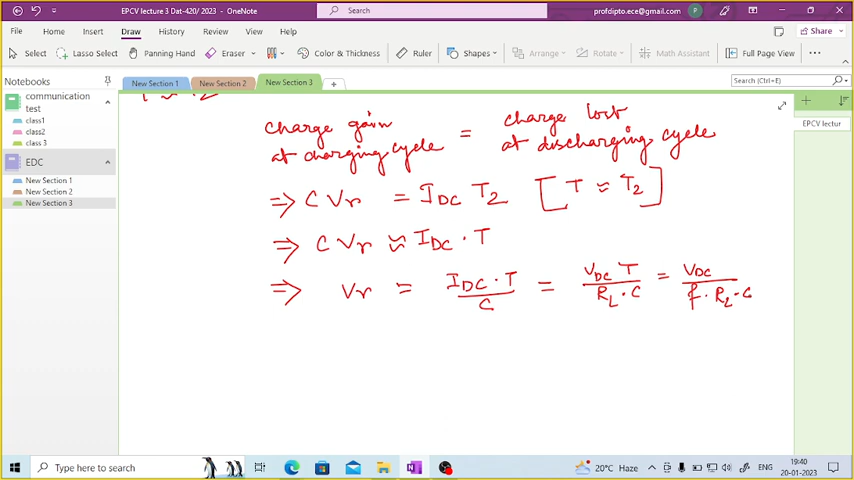 EPCV lecture 3 Dat-420/ 2023 - OneNote
Search
profdipto.ece@gmail.com
P
File Home Insert Draw History Review View Help
Share
Select Lasso Select Panning Hand Eraser Color & Thickness Ruler Shapes Arrange Rotate Math Assistant Full Page View
Notebooks
New Section 1 New Section 2 New Section 3 +
Search (Ctrl+E)
communication
test
class1
class2
class 3
EDC
New Section 1
New Section 2
New Section 3
EPCV lectur
charge gain
at charging cycle = charge lost
at discharging cycle
⇒ C Vr = IDC T2 [T ≈ T2]
⇒ C Vr ≈ IDC · T
⇒ Vr = IDC · T / C = VDC T / RL · C = VDC / f · RL · C
Type here to search
20°C Haze
ENG
19:40
20-01-2023